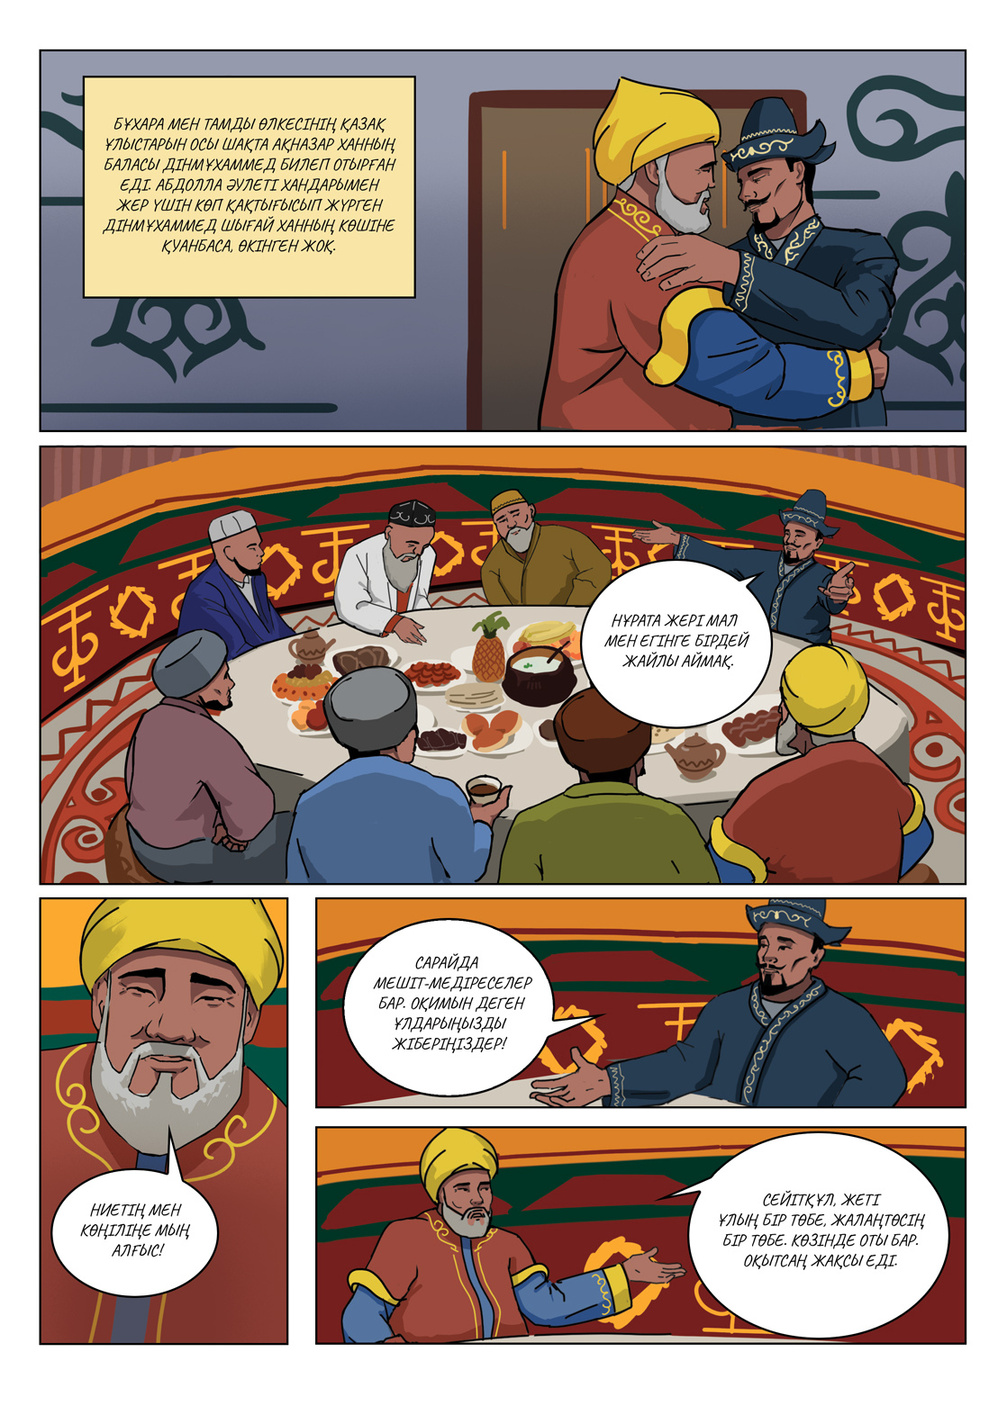 БҰХАРА МЕН ТАМДЫ ӨЛКЕСІНІҢ ҚАЗАҚ
ҰЛЫСТАРЫН ОСЫ ШАҚТА АҚНАЗАР ХАННЫҢ
БАЛАСЫ ДІНМҰХАММЕД БИЛЕП ОТЫРҒАН
ЕДІ. АБДОЛЛА ӘУЛЕТІ ХАНДАРЫМЕН
ЖЕР ҮШІН КӨП ҚАҚТЫҒЫСЫП ЖҮРГЕН
ДІНМҰХАММЕД ШЫҒАЙ ХАННЫҢ КӨШІНЕ
ҚУАНБАСА, ӨКІНГЕН ЖОҚ.
НҰРАТА ЖЕРІ МАЛ
МЕН ЕГІНГЕ БІРДЕЙ
ЖАЙЛЫ АЙМАҚ.
НИЕТІҢ МЕН
КӨҢІЛІҢЕ МЫҢ
АЛҒЫС!
САРАЙДА
МЕШІТ-МЕДІРЕСЕЛЕР
БАР. ОҚИМЫН ДЕГЕН
ҰЛДАРЫҢЫЗДЫ
ЖІБЕРІҢІЗДЕР!
СЕЙІТҚҰЛ, ЖЕТІ
ҰЛЫҢ БІР ТӨБЕ, ЖАЛАҢТӨСІҢ
БІР ТӨБЕ. КӨЗІНДЕ ОТЫ БАР.
ОҚЫТСАҢ ЖАҚСЫ ЕДІ.